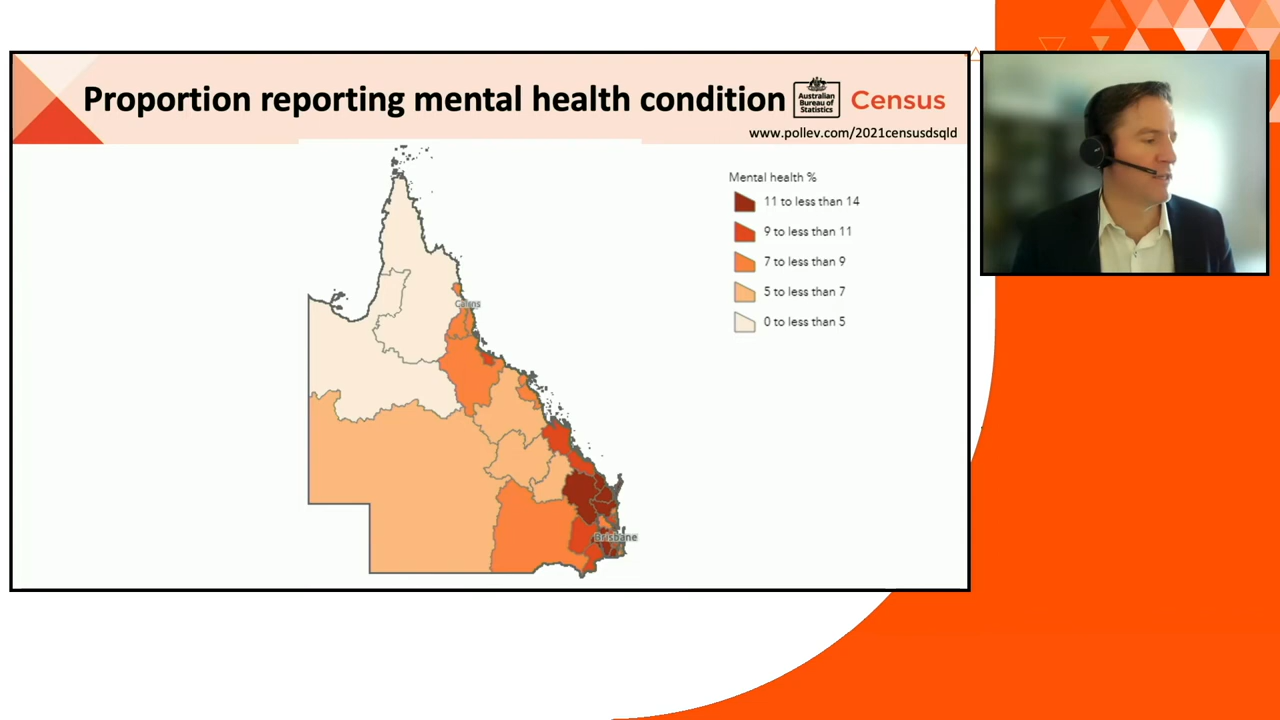 Proportion reporting mental health condition
Australian
Bureau of
Statistics
Census
www.pollev.com/2021censusdsqld
Mental health %
11 to less than 14
9 to less than 11
7 to less than 9
5 to less than 7
0 to less than 5
Cairns
Brisbane